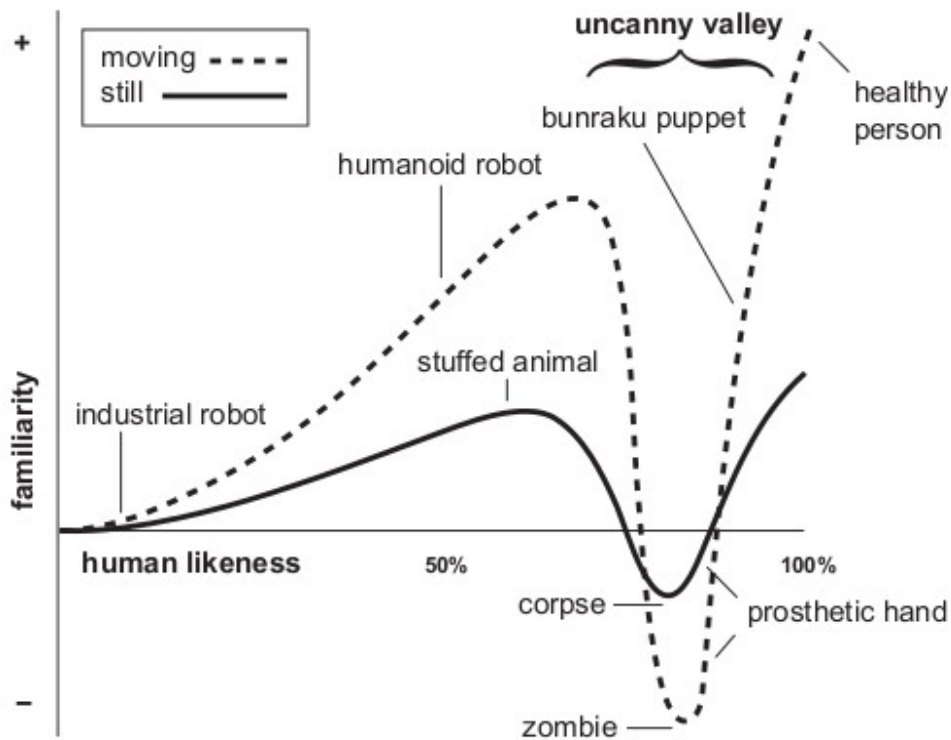 +
uncanny valley
moving
still
healthy
person
bunraku puppet
humanoid robot
stuffed animal
industrial robot
familiarity
human likeness
50%
100%
corpse
prosthetic hand
–
zombie